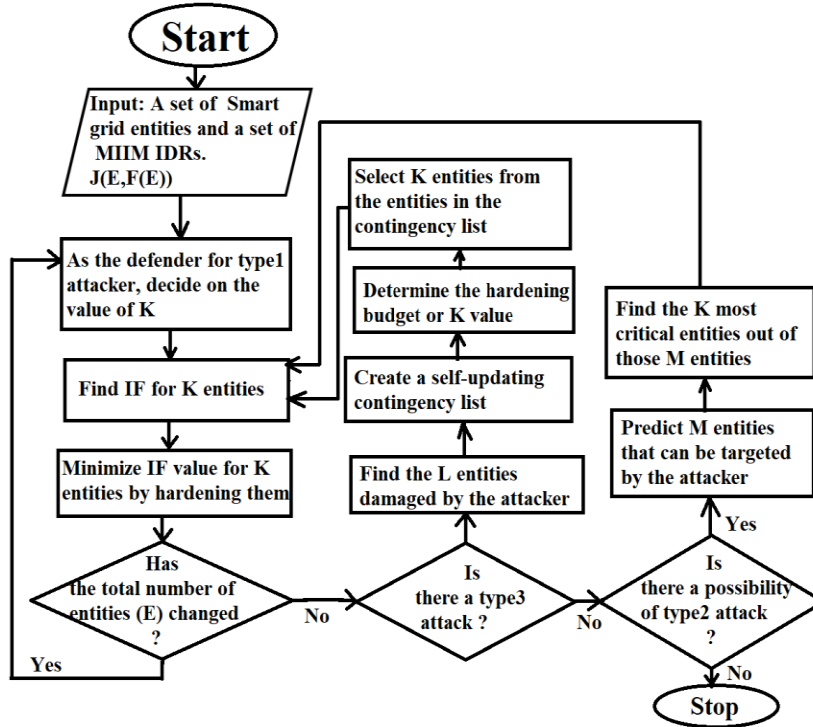 Start
Input: A set of Smart
grid entities and a set of
MIIM IDRs.
J(E,F(E))
As the defender for type1
attacker, decide on the
value of K
Find IF for K entities
Minimize IF value for K
entities by hardening them
Has
the total number of
entities (E) changed
?
Yes
No
Select K entities from
the entities in the
contingency list
Determine the hardening
budget or K value
Create a self-updating
contingency list
Find the L entities
damaged by the attacker
Is
there a type3
attack ?
No
Find the K most
critical entities out of
those M entities
Predict M entities
that can be targeted
by the attacker
Yes
Is
there a possibility
of type2 attack
?
No
Stop